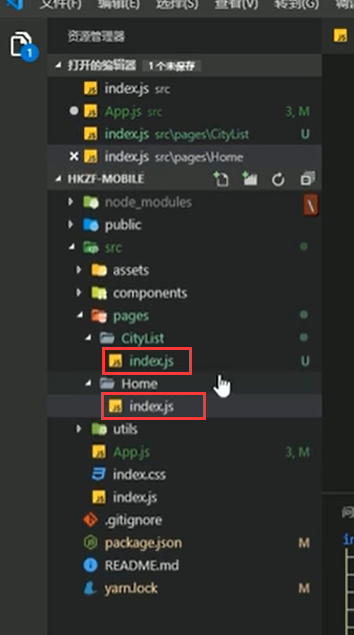 文件(F) 编辑(E) 选择(S) 查看(V) 转到(G)
资源管理器
1
打开的编辑器 1 个未保存
index.js src
App.js src 3, M
index.js src\pages\CityList U
index.js src\pages\Home
HKZF-MOBILE
node_modules
public
src
assets
components
pages
CityList
index.js U
Home
index.js
utils
App.js 3, M
index.css
index.js
.gitignore
package.json M
README.md
yarn.lock M